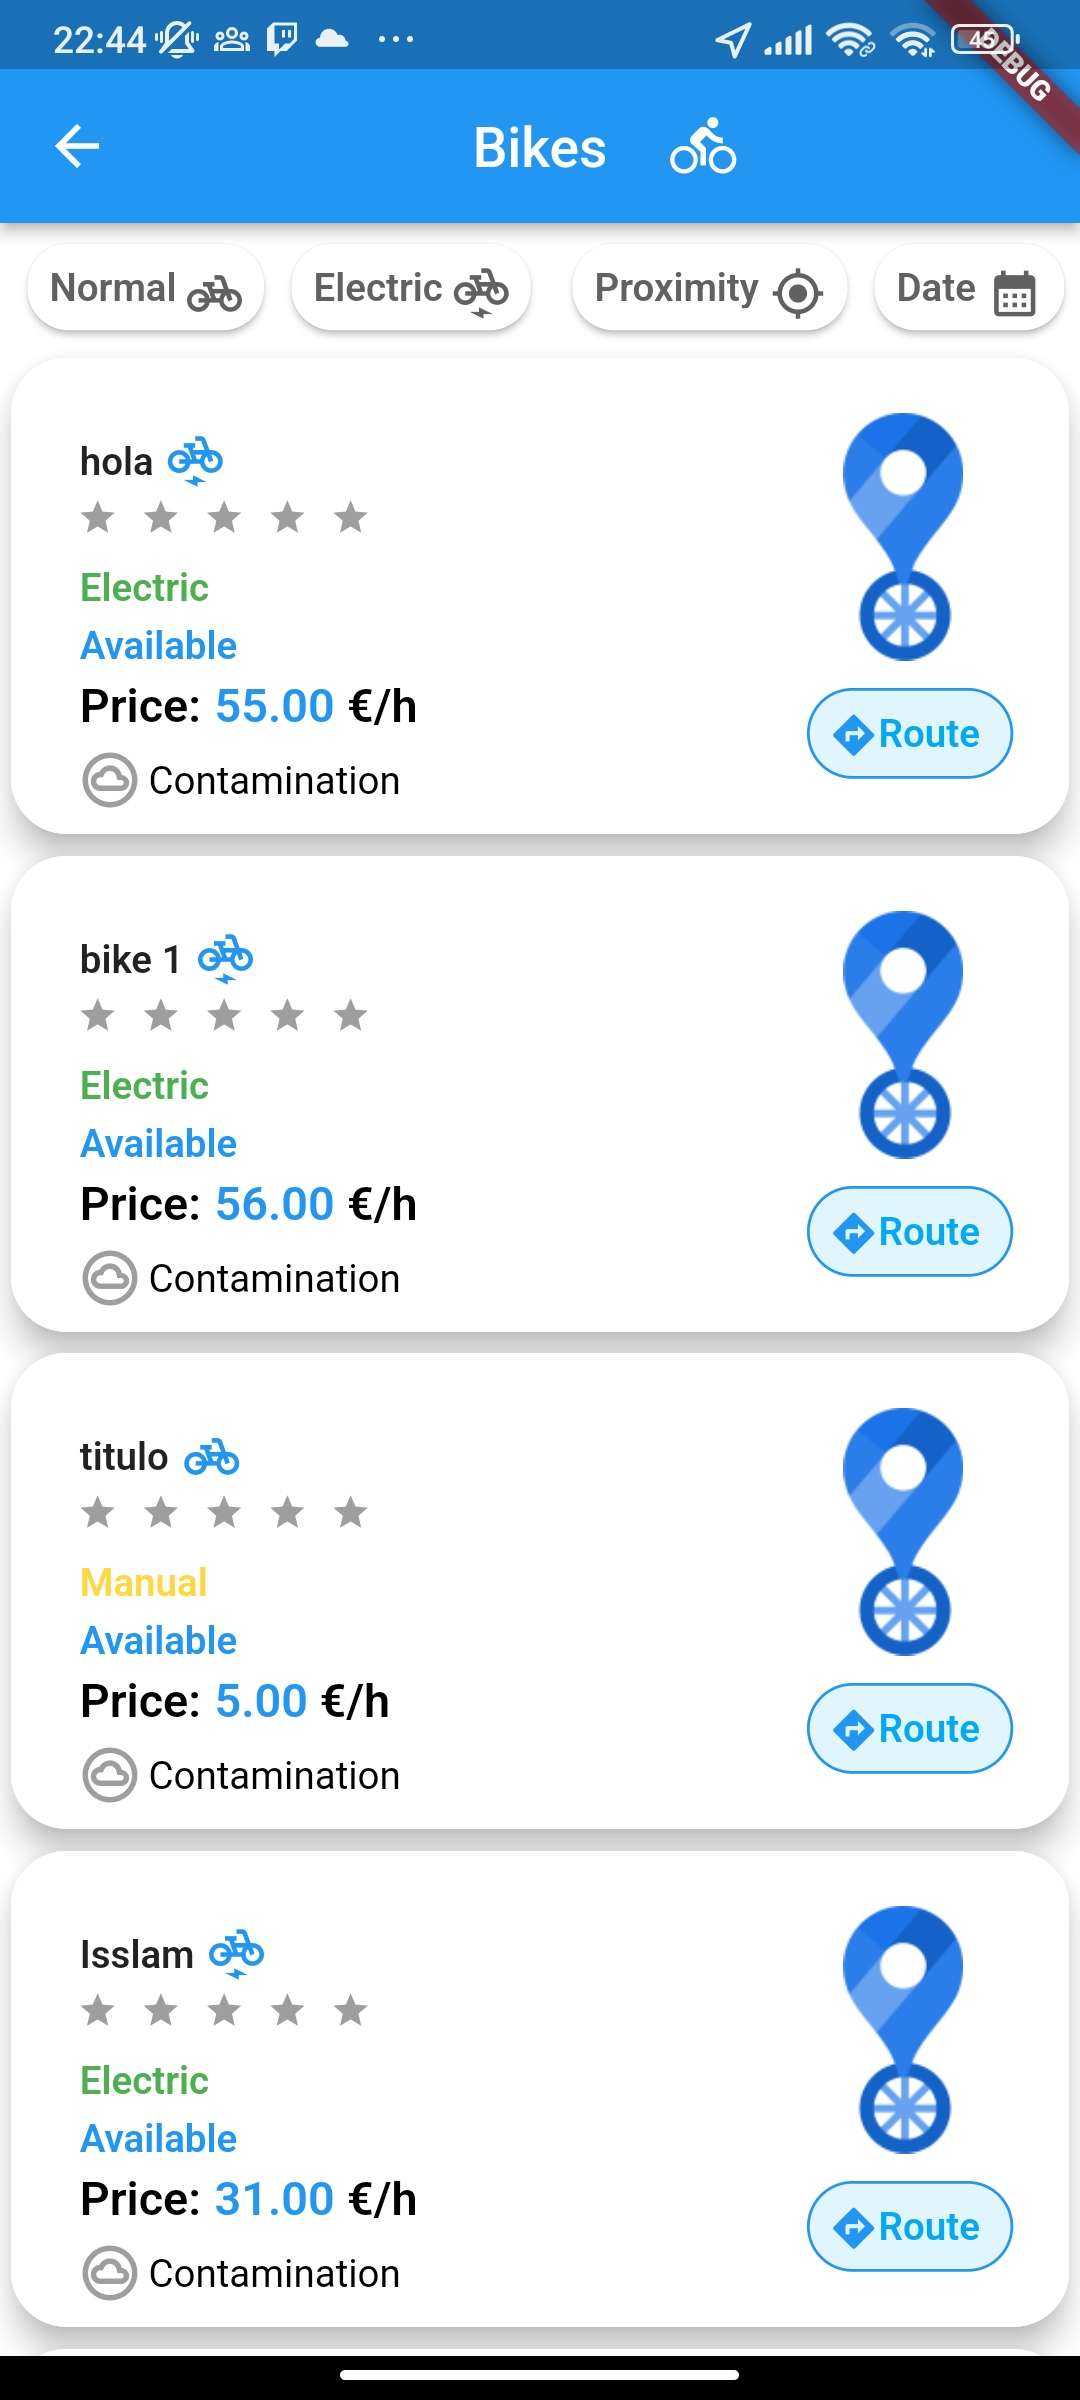 22:44 ... 45
DEBUG
Bikes
Normal Electric Proximity Date
hola
Electric
Available
Price: 55.00 €/h
Route
Contamination
bike 1
Electric
Available
Price: 56.00 €/h
Route
Contamination
titulo
Manual
Available
Price: 5.00 €/h
Route
Contamination
Isslam
Electric
Available
Price: 31.00 €/h
Route
Contamination